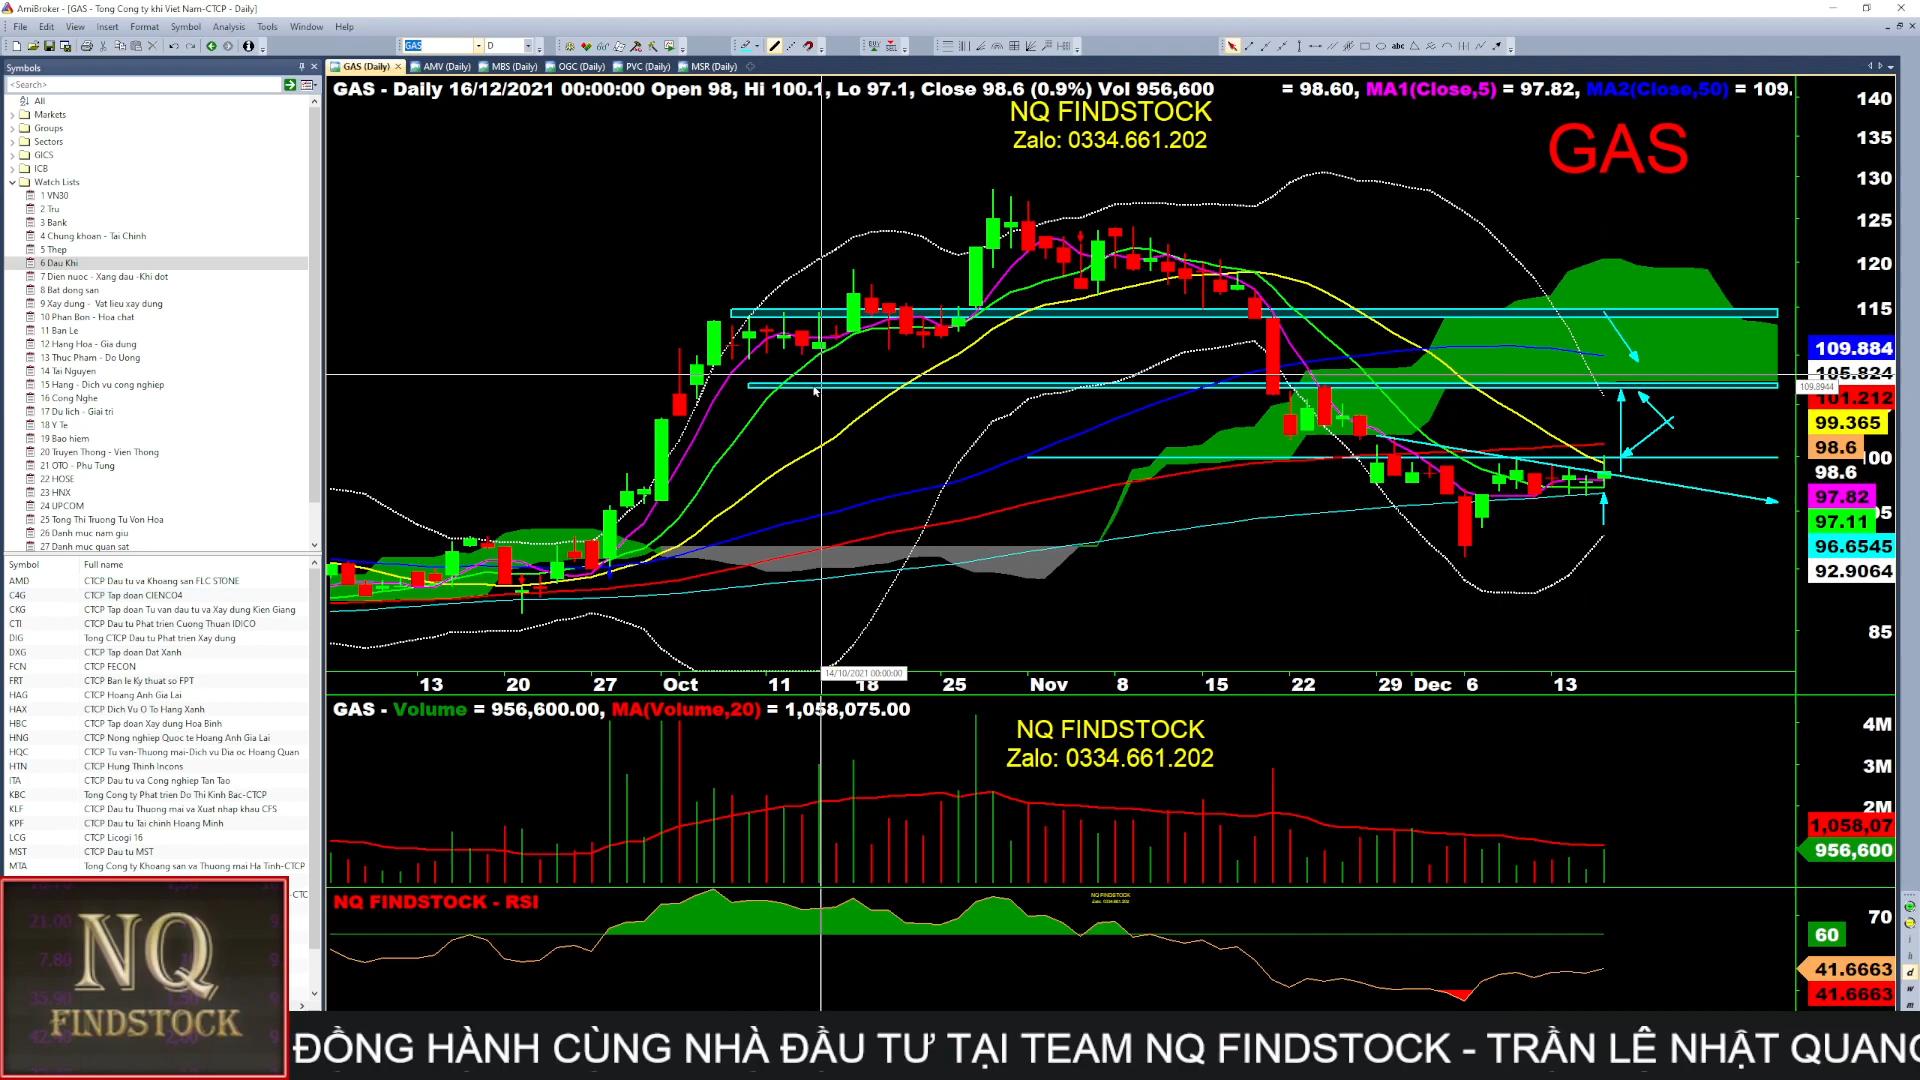 AmiBroker - [GAS - Tong Cong ty khi Viet Nam-CTCP - Daily]
File Edit View Insert Format Symbol Analysis Tools Window Help
GAS D
Symbols
GAS (Daily) AMV (Daily) MBS (Daily) OGC (Daily) PVC (Daily) MSR (Daily)
<Search>
All
Markets
Groups
Sectors
GICS
ICB
Watch Lists
1 VN30
2 Tru
3 Bank
4 Chung khoan - Tai Chinh
5 Thep
6 Dau Khi
7 Dien nuoc - Xang dau -Khi dot
8 Bat dong san
9 Xay dung - Vat lieu xay dung
10 Phan Bon - Hoa chat
11 Ban Le
12 Hang Hoa - Gia dung
13 Thuc Pham - Do Uong
14 Tai Nguyen
15 Hang - Dich vu cong nghiep
16 Cong Nghe
17 Du lich - Giai tri
18 Y Te
19 Bao hiem
20 Truyen Thong - Vien Thong
21 OTO - Phu Tung
22 HOSE
23 HNX
24 UPCOM
25 Tong Thi Truong Tu Von Hoa
26 Danh muc nam giu
27 Danh muc quan sat
Symbol Full name
AMD CTCP Dau tu va Khoang san FLC STONE
C4G CTCP Tap doan CIENCO4
CKG CTCP Tap doan Tu van dau tu va Xay dung Kien Giang
CTI CTCP Dau tu Phat trien Cuong Thuan IDICO
DIG Tong CTCP Dau tu Phat trien Xay dung
DXG CTCP Tap doan Dat Xanh
FCN CTCP FECON
FRT CTCP Ban le Ky thuat so FPT
HAG CTCP Hoang Anh Gia Lai
HAX CTCP Dich Vu O To Hang Xanh
HBC CTCP Tap doan Xay dung Hoa Binh
HNG CTCP Nong nghiep Quoc te Hoang Anh Gia Lai
HQC CTCP Tu van-Thuong mai-Dich vu Dia oc Hoang Quan
HTN CTCP Hung Thinh Incons
ITA CTCP Dau tu va Cong nghiep Tan Tao
KBC Tong Cong ty Phat trien Do Thi Kinh Bac-CTCP
KLF CTCP Dau tu Thuong mai va Xuat nhap khau CFS
KPF CTCP Dau tu Tai chinh Hoang Minh
LCG CTCP Licogi 16
MST CTCP Dau tu MST
MTA Tong Cong ty Khoang san va Thuong mai Ha Tinh-CTCP
-CTC
GAS - Daily 16/12/2021 00:00:00 Open 98, Hi 100.1, Lo 97.1, Close 98.6 (0.9%) Vol 956,600 = 98.60, MA1(Close,5) = 97.82, MA2(Close,50) = 109.
NQ FINDSTOCK
Zalo: 0334.661.202
GAS
140
135
130
125
120
115
109.884
105.824
109.8944
101.212
99.365
98.6
100
98.6
97.82
95
97.11
96.6545
92.9064
85
14/10/2021 00:00:00
13 20 27 Oct 11 18 25 Nov 8 15 22 29 Dec 6 13
GAS - Volume = 956,600.00, MA(Volume,20) = 1,058,075.00
NQ FINDSTOCK
Zalo: 0334.661.202
4M
3M
2M
1,058,07
956,600
NQ FINDSTOCK - RSI
NQ FINDSTOCK
Zalo: 0334.661.202
70
60
41.6663
41.6663
NQ
FINDSTOCK
ĐỒNG HÀNH CÙNG NHÀ ĐẦU TƯ TẠI TEAM NQ FINDSTOCK - TRẦN LÊ NHẬT QUANG